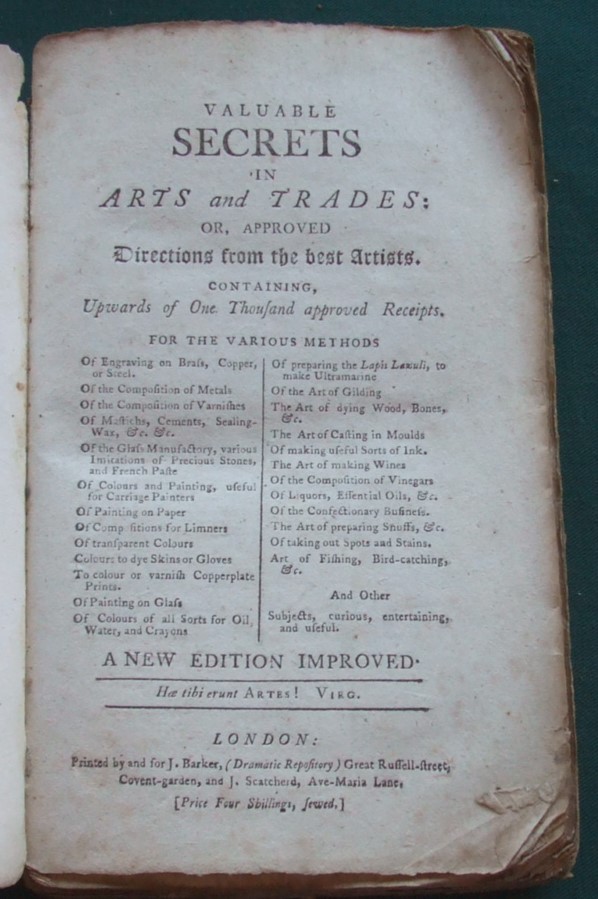 VALUABLE
SECRETS
IN
ARTS and TRADES:
OR, APPROVED
Directions from the best Artists.
CONTAINING,
Upwards of One Thouſand approved Receipts.
FOR THE VARIOUS METHODS
Of Engraving on Braſs, Copper,
or Steel.
Of the Compoſition of Metals
Of the Compoſition of Varniſhes
Of Maſtichs, Cements, Sealing-
Wax, &c. &c.
Of the Glaſs Manufactory, various
Imitations of Precious Stones,
and French Paſte
Of Colours and Painting, uſeful
for Carriage Painters
Of Painting on Paper
Of Comp ſitions for Limners
Of tranſparent Colours
Colours to dye Skins or Gloves
To colour or varniſh Copperplate
Prints.
Of Painting on Glaſs
Of Colours of all Sorts for Oil,
Water, and Crayons
Of preparing the Lapis Lazuli, to
make Ultramarine
Of the Art of Gilding
The Art of dying Wood, Bones,
&c.
The Art of Caſting in Moulds
Of making uſeful Sorts of Ink.
The Art of making Wines
Of the Compoſition of Vinegars
Of Liquors, Eſſential Oils, &c.
Of the Confectionary Buſineſs.
The Art of preparing Snuffs, &c.
Of taking out Spots and Stains.
Art of Fiſhing, Bird-catching,
&c.
And Other
Subjects, curious, entertaining,
and uſeful.
A NEW EDITION IMPROVED.
Hæ tibi erunt ARTES! VIRG.
LONDON:
Printed by and for J. Barker, (Dramatic Repoſitory) Great Ruſſell-ſtreet,
Covent-garden, and J. Scatcherd, Ave-Maria Lane,
[Price Four Shillings, ſewed.]